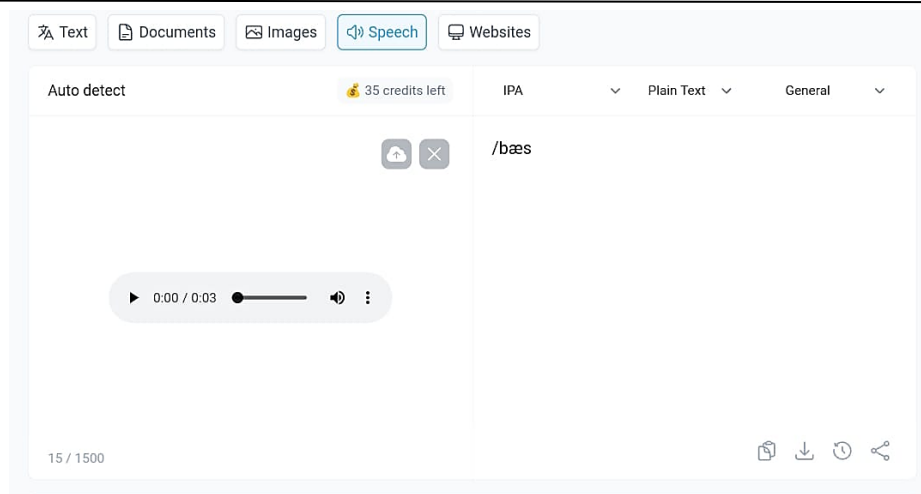 Text Documents Images Speech Websites
Auto detect 35 credits left IPA Plain Text General
/bæs
0:00 / 0:03
15 / 1500